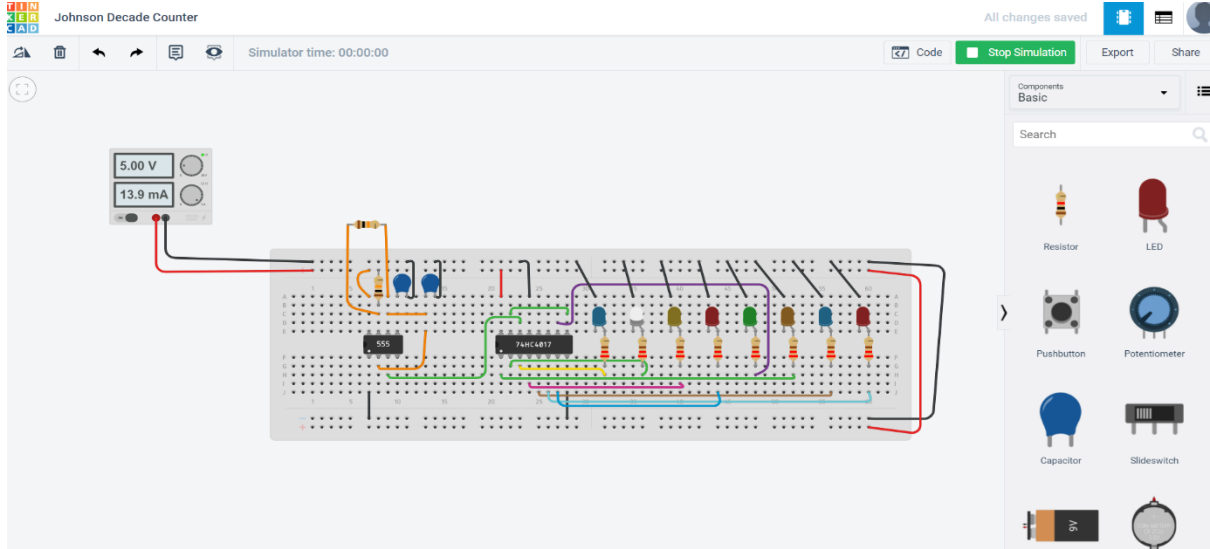 TIN
KER
CAD
Johnson Decade Counter
All changes saved
Simulator time: 00:00:00
Code
Stop Simulation
Export
Share
Components
Basic
Search
5.00 V
13.9 mA
555
74HC4017
Resistor
LED
Pushbutton
Potentiometer
Capacitor
Slideswitch
9V